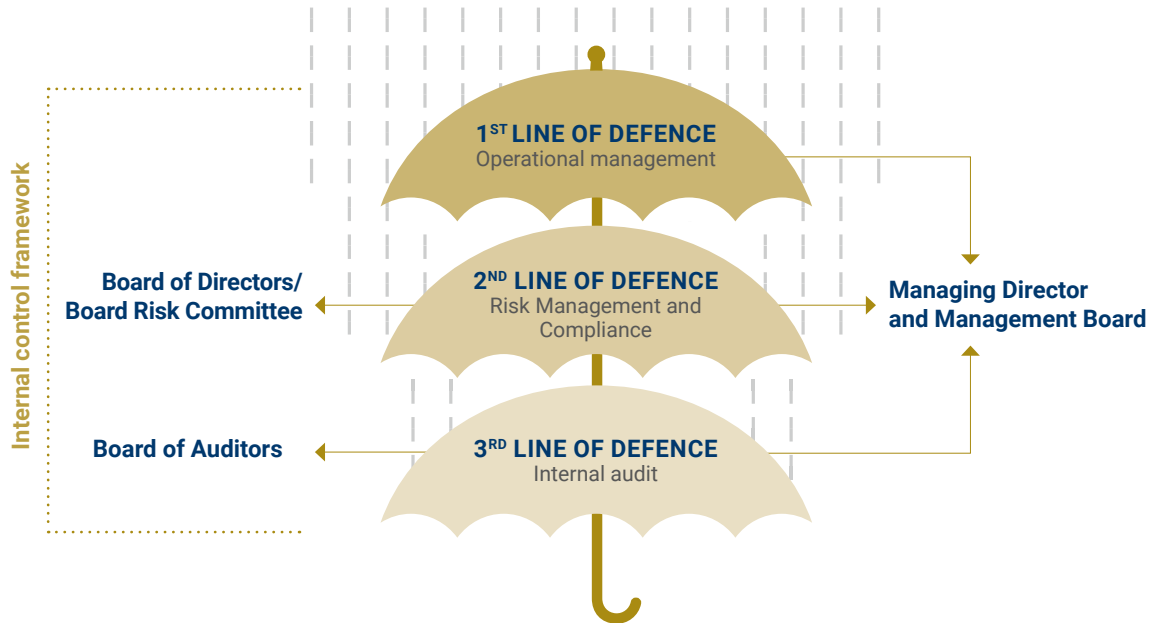 Internal control framework
1ST LINE OF DEFENCE
Operational management
Board of Directors/
Board Risk Committee
2ND LINE OF DEFENCE
Risk Management and
Compliance
Managing Director
and Management Board
Board of Auditors
3RD LINE OF DEFENCE
Internal audit